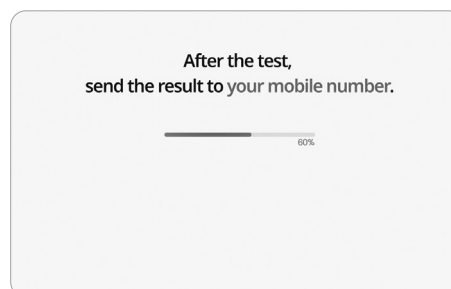 After the test,
send the result to your mobile number.
60%